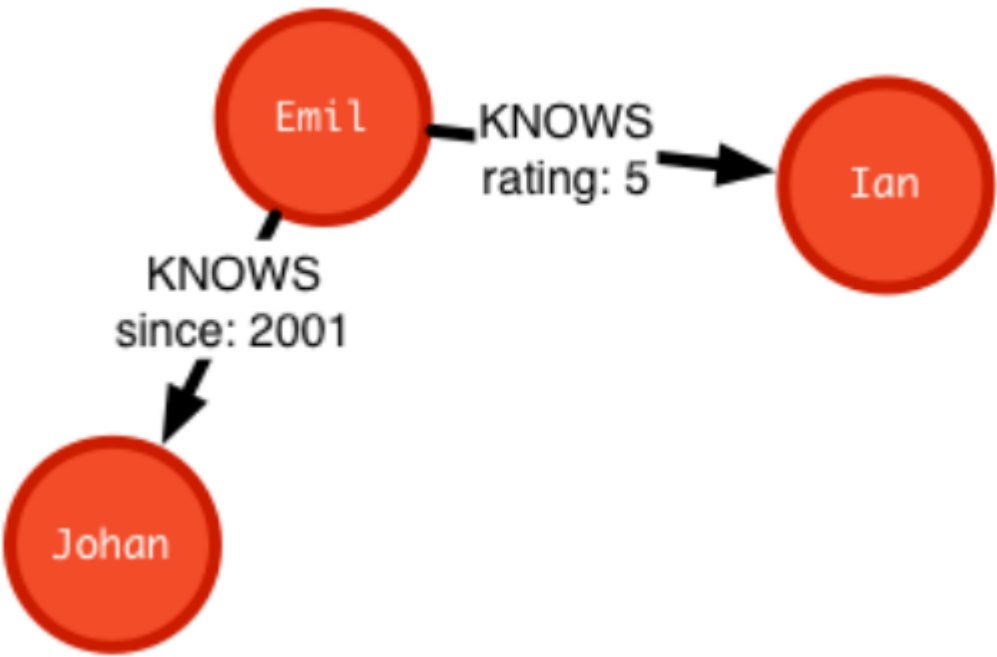 Emil
KNOWS
rating: 5
Ian
KNOWS
since: 2001
Johan